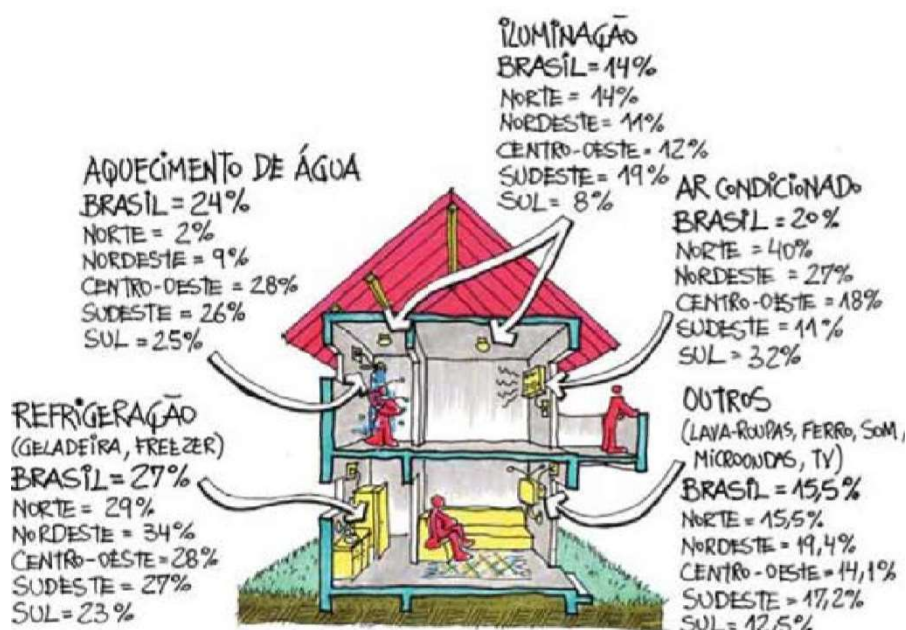 ILUMINAÇÃO
BRASIL = 14%
NORTE = 14%
NORDESTE = 11%
CENTRO-OESTE = 12%
SUDESTE = 19%
SUL = 8%
AQUECIMENTO DE ÁGUA
BRASIL = 24%
NORTE = 2%
NORDESTE = 9%
CENTRO-OESTE = 28%
SUDESTE = 26%
SUL = 25%
AR CONDICIONADO
BRASIL = 20%
NORTE = 40%
NORDESTE = 27%
CENTRO-OESTE = 18%
SUDESTE = 11%
SUL = 32%
REFRIGERAÇÃO
(GELADEIRA, FREEZER)
BRASIL = 27%
NORTE = 29%
NORDESTE = 34%
CENTRO-OESTE = 28%
SUDESTE = 27%
SUL = 23%
OUTROS
(LAVA-ROUPAS, FERRO, SOM,
MICROONDAS, TV)
BRASIL = 15,5%
NORTE = 15,5%
NORDESTE = 19,4%
CENTRO-OESTE = 14,1%
SUDESTE = 17,2%
SUL = 12,5%